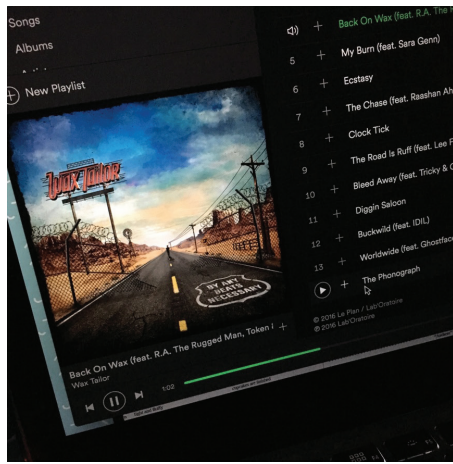 Songs
Albums
New Playlist
Back On Wax (feat. R.A. The
5 + My Burn (feat. Sara Genn)
6 + Ecstasy
7 + The Chase (feat. Raashan Ah
8 + Clock Tick
9 + The Road Is Ruff (feat. Lee F
10 + Bleed Away (feat. Tricky &
11 + Diggin Saloon
12 + Buckwild (feat. IDIL)
13 + Worldwide (feat. Ghostface
+ The Phonograph
© 2016 Le Plan / Lab'Oratoire
℗ 2016 Lab'Oratoire
WAX TAILOR
BY ANY
BEATS
NECESSARY
Back On Wax (feat. R.A. The Rugged Man, Token
Wax Tailor
1:02